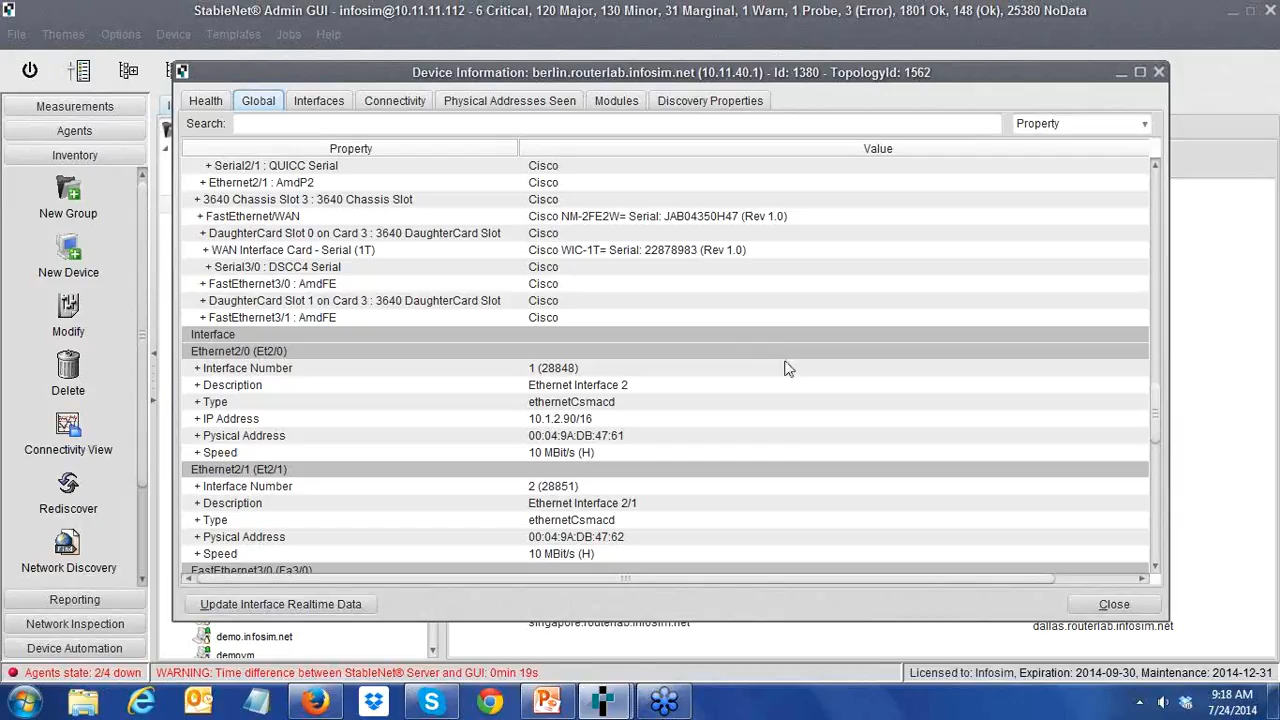 StableNet® Admin GUI - infosim@10.11.11.112 - 6 Critical, 120 Major, 130 Minor, 31 Marginal, 1 Warn, 1 Probe, 3 (Error), 1801 Ok, 148 (Ok), 25380 NoData
File Themes Options Device Templates Jobs Help
Device Information: berlin.routerlab.infosim.net (10.11.40.1) - Id: 1380 - TopologyId: 1562
Measurements
Agents
Inventory
New Group
New Device
Modify
Delete
Connectivity View
Rediscover
Network Discovery
Reporting
Network Inspection
Device Automation
Health Global Interfaces Connectivity Physical Addresses Seen Modules Discovery Properties
Search: Property
Property Value
+ Serial2/1 : QUICC Serial Cisco
+ Ethernet2/1 : AmdP2 Cisco
+ 3640 Chassis Slot 3 : 3640 Chassis Slot Cisco
+ FastEthernet/WAN Cisco NM-2FE2W= Serial: JAB04350H47 (Rev 1.0)
+ DaughterCard Slot 0 on Card 3 : 3640 DaughterCard Slot Cisco
+ WAN Interface Card - Serial (1T) Cisco WIC-1T= Serial: 22878983 (Rev 1.0)
+ Serial3/0 : DSCC4 Serial Cisco
+ FastEthernet3/0 : AmdFE Cisco
+ DaughterCard Slot 1 on Card 3 : 3640 DaughterCard Slot Cisco
+ FastEthernet3/1 : AmdFE Cisco
Interface
Ethernet2/0 (Et2/0)
+ Interface Number 1 (28848)
+ Description Ethernet Interface 2
+ Type ethernetCsmacd
+ IP Address 10.1.2.90/16
+ Pysical Address 00:04:9A:DB:47:61
+ Speed 10 MBit/s (H)
Ethernet2/1 (Et2/1)
+ Interface Number 2 (28851)
+ Description Ethernet Interface 2/1
+ Type ethernetCsmacd
+ Pysical Address 00:04:9A:DB:47:62
+ Speed 10 MBit/s (H)
FastEthernet3/0 (Fa3/0)
Update Interface Realtime Data Close
singapore.routerlab.infosim.net dallas.routerlab.infosim.net
demo.infosim.net
demovm
Agents state: 2/4 down WARNING: Time difference between StableNet® Server and GUI: 0min 19s Licensed to: Infosim, Expiration: 2014-09-30, Maintenance: 2014-12-31
9:18 AM
7/24/2014